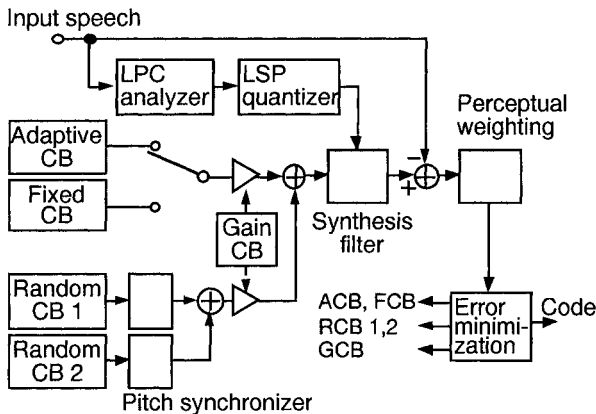 Input speech
LPC
analyzer
LSP
quantizer
Perceptual
weighting
Adaptive
CB
Fixed
CB
Gain
CB
Synthesis
filter
Random
CB 1
Random
CB 2
Pitch synchronizer
ACB, FCB
RCB 1,2
GCB
Error
minimi-
zation
Code